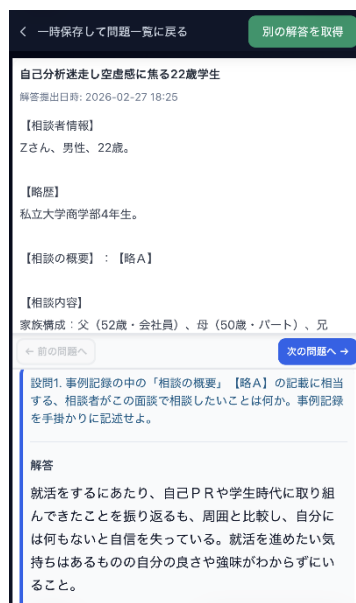 一時保存して問題一覧に戻る
別の解答を取得
自己分析迷走し空虚感に焦る22歳学生
解答提出日時: 2026-02-27 18:25
【相談者情報】
Zさん、男性、22歳。
【略歴】
私立大学商学部4年生。
【相談の概要】：【略A】
【相談内容】
家族構成：父（52歳・会社員）、母（50歳・パート）、兄
← 前の問題へ
次の問題へ →
設問1. 事例記録の中の「相談の概要」【略A】の記載に相当
する、相談者がこの面談で相談したいことは何か。事例記録
を手掛かりに記述せよ。
解答
就活をするにあたり、自己ＰＲや学生時代に取り組
んできたことを振り返るも、周囲と比較し、自分に
は何もないと自信を失っている。就活を進めたい気
持ちはあるものの自分の良さや強味がわからずにい
ること。